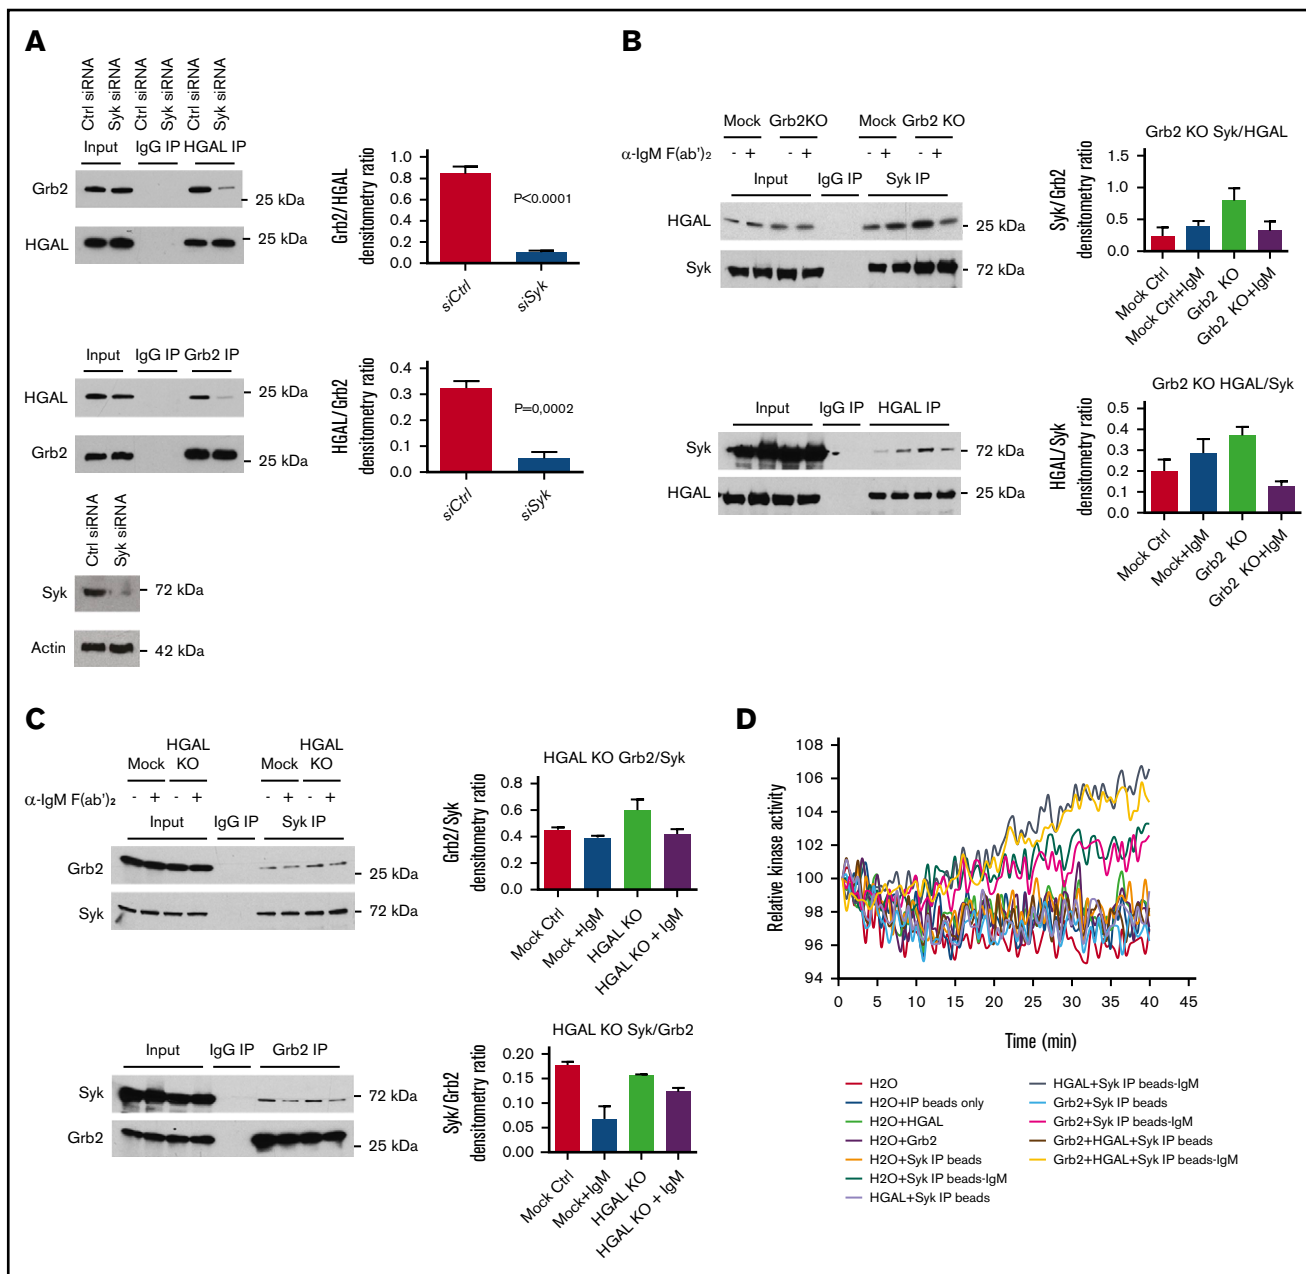 A
Ctrl siRNA
Syk siRNA
Ctrl siRNA
Syk siRNA
Ctrl siRNA
Syk siRNA
Input IgG IP HGAL IP
Grb2
25 kDa
HGAL
25 kDa
Grb2/HGAL
densitometry ratio
1.0
0.8
0.6
0.4
0.2
0.0
P<0.0001
siCtrl
siSyk
Input IgG IP Grb2 IP
HGAL
25 kDa
Grb2
25 kDa
HGAL/Grb2
densitometry ratio
0.4
0.3
0.2
0.1
0.0
P=0,0002
siCtrl
siSyk
Ctrl siRNA
Syk siRNA
Syk
72 kDa
Actin
42 kDa
B
Mock Grb2KO Mock Grb2 KO
α-IgM F(ab')₂ - + - + - + - +
Input IgG IP Syk IP
HGAL
25 kDa
Syk
72 kDa
Grb2 KO Syk/HGAL
Syk/Grb2
densitometry ratio
1.5
1.0
0.5
0.0
Mock Ctrl
Mock Ctrl+IgM
Grb2 KO
Grb2 KO+IgM
Input IgG IP HGAL IP
Syk
72 kDa
HGAL
25 kDa
Grb2 KO HGAL/Syk
HGAL/Syk
densitometry ratio
0.5
0.4
0.3
0.2
0.1
0.0
Mock Ctrl
Mock+IgM
Grb2 KO
Grb2 KO+IgM
C
Mock HGAL KO Mock HGAL KO
α-IgM F(ab')₂ - + - + - + - +
Input IgG IP Syk IP
Grb2
25 kDa
Syk
72 kDa
HGAL KO Grb2/Syk
Grb2/Syk
densitometry ratio
0.8
0.6
0.4
0.2
0.0
Mock Ctrl
Mock +IgM
HGAL KO
HGAL KO + IgM
Input IgG IP Grb2 IP
Syk
72 kDa
Grb2
25 kDa
HGAL KO Syk/Grb2
Syk/Grb2
densitometry ratio
0.20
0.15
0.10
0.05
0.00
Mock Ctrl
Mock+IgM
HGAL KO
HGAL KO + IgM
D
Relative kinase activity
108
106
104
102
100
98
96
94
0 5 10 15 20 25 30 35 40 45
Time (min)
H2O
H2O+IP beads only
H2O+HGAL
H2O+Grb2
H2O+Syk IP beads
H2O+Syk IP beads-IgM
HGAL+Syk IP beads
HGAL+Syk IP beads-IgM
Grb2+Syk IP beads
Grb2+Syk IP beads-IgM
Grb2+HGAL+Syk IP beads
Grb2+HGAL+Syk IP beads-IgM